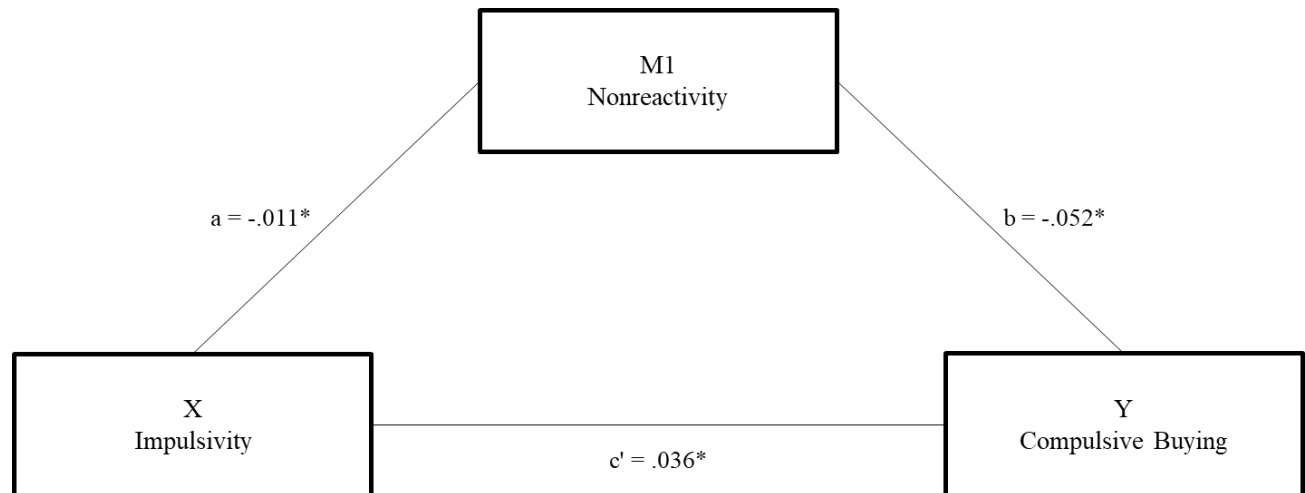 M1
Nonreactivity
a = -.011*
b = -.052*
X
Impulsivity
Y
Compulsive Buying
c' = .036*